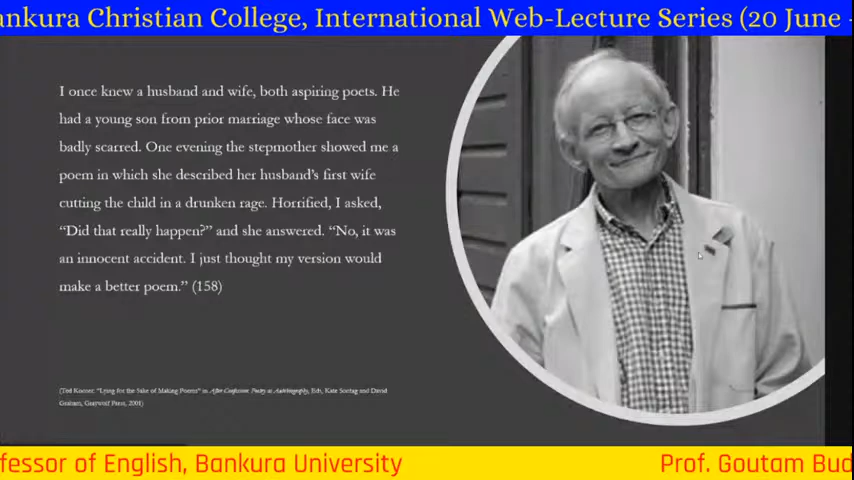 ankura Christian College, International Web-Lecture Series (20 June -
I once knew a husband and wife, both aspiring poets. He
had a young son from prior marriage whose face was
badly scarred. One evening the stepmother showed me a
poem in which she described her husband's first wife
cutting the child in a drunken rage. Horrified, I asked,
“Did that really happen?” and she answered. “No, it was
an innocent accident. I just thought my version would
make a better poem.” (158)
(Ted Kooser: “Lying for the Sake of Making Poems” in After Confession: Poetry as Autobiography, Eds, Kate Sontag and David
Graham, Graywolf Press, 2001)
fessor of English, Bankura University
Prof. Goutam Bud